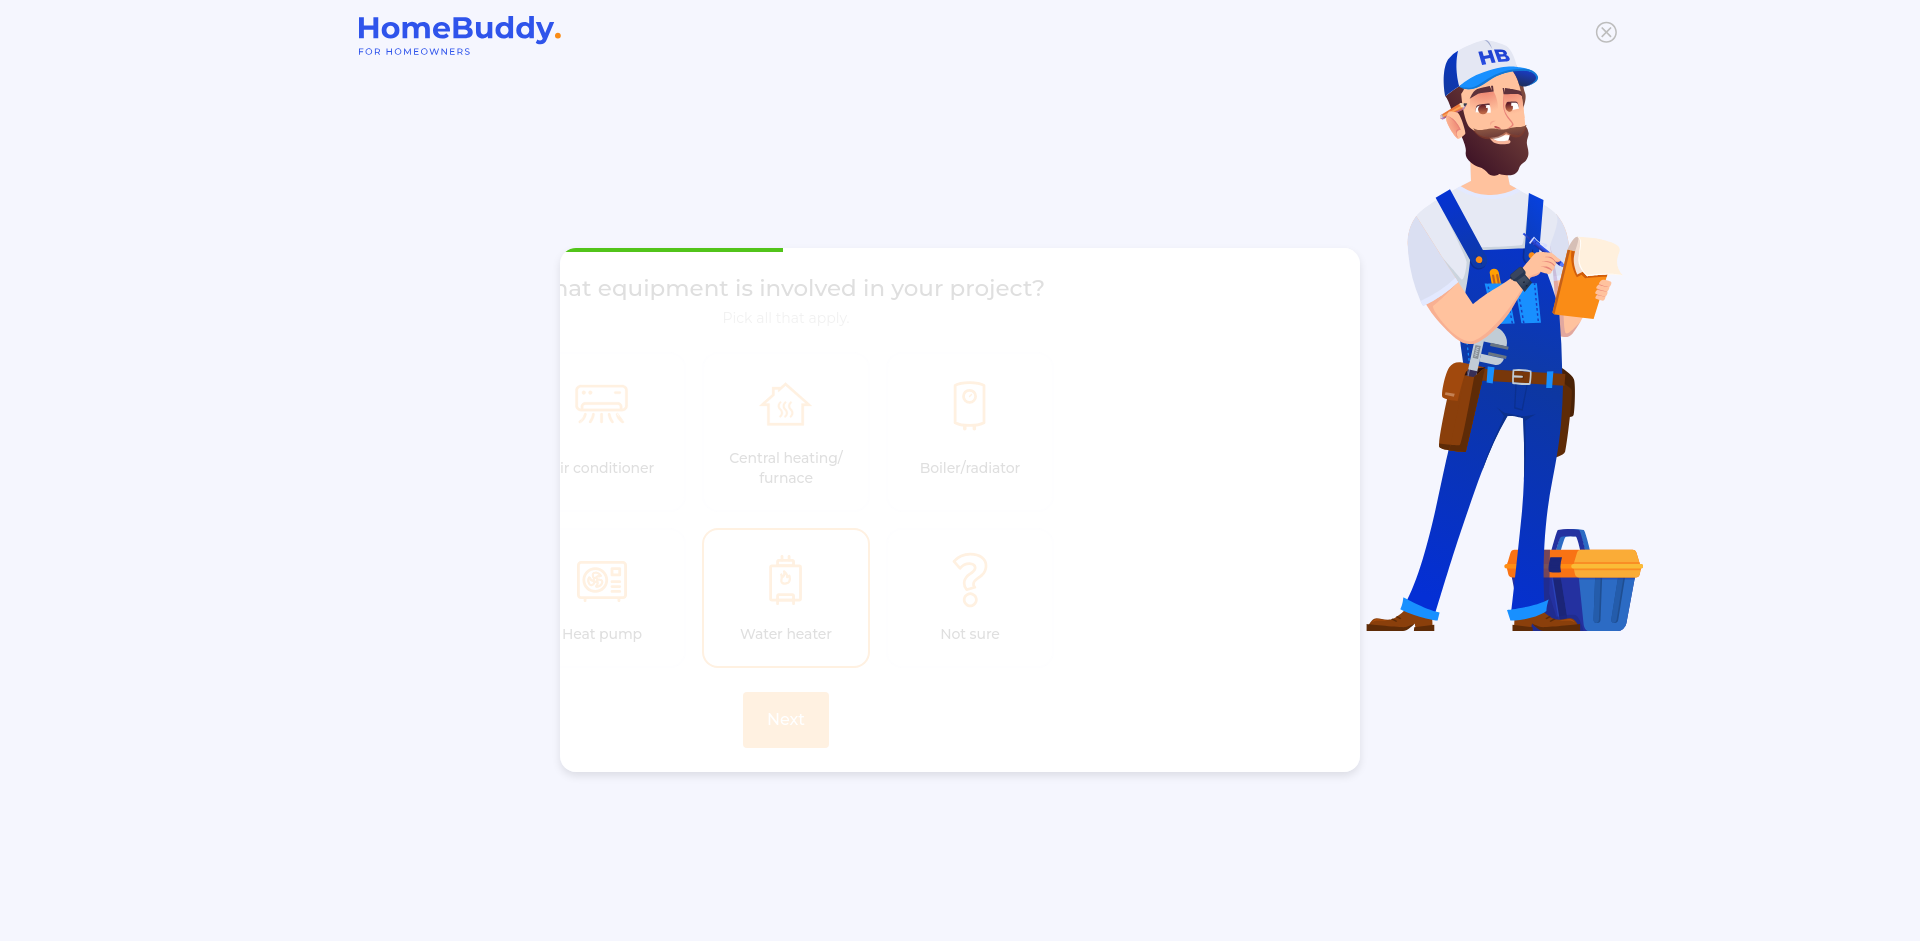 HomeBuddy.
FOR HOMEOWNERS
HB
hat equipment is involved in your project?
Pick all that apply
ir conditioner
Central heating/
furnace
Boiler/radiator
Heat pump
Water heater
Not sure
Next